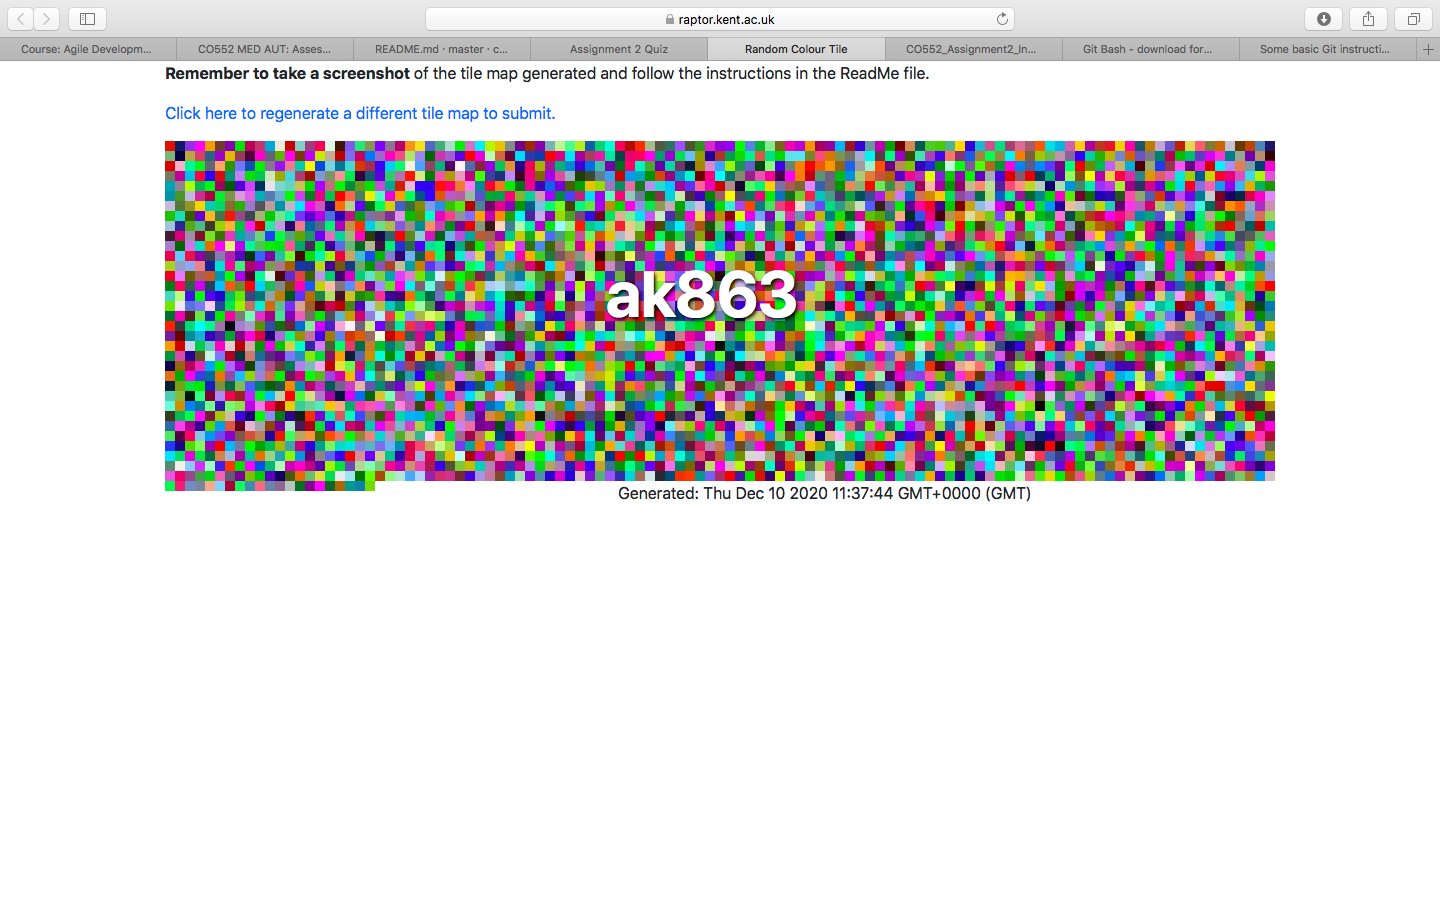 raptor.kent.ac.uk
Course: Agile Developm...
CO552 MED AUT: Asses...
README.md · master · c...
Assignment 2 Quiz
Random Colour Tile
CO552_Assignment2_In...
Git Bash - download for...
Some basic Git instructi...
Remember to take a screenshot of the tile map generated and follow the instructions in the ReadMe file.
Click here to regenerate a different tile map to submit.
ak863
Generated: Thu Dec 10 2020 11:37:44 GMT+0000 (GMT)